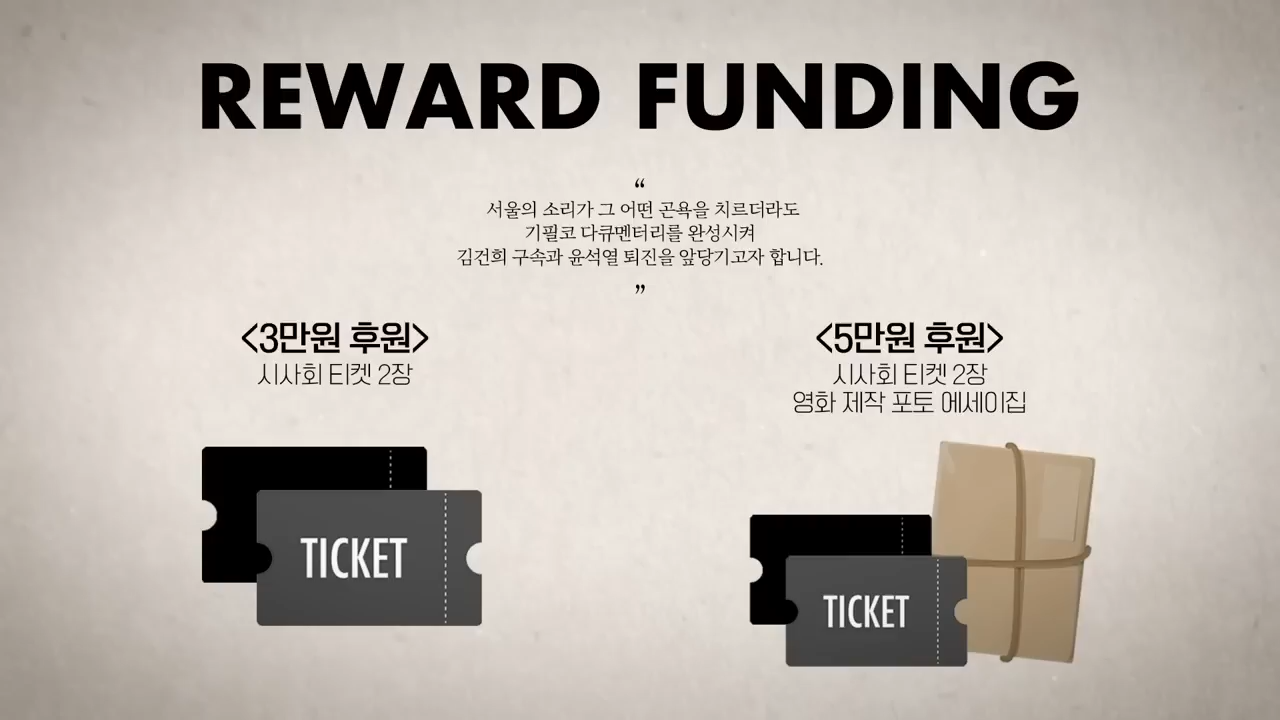 REWARD FUNDING
“
서울의 소리가 그 어떤 곤욕을 치르더라도
기필코 다큐멘터리를 완성시켜
김건희 구속과 윤석열 퇴진을 앞당기고자 합니다.
”
<3만원 후원>
시사회 티켓 2장
<5만원 후원>
시사회 티켓 2장
영화 제작 포토 에세이집
TICKET
TICKET